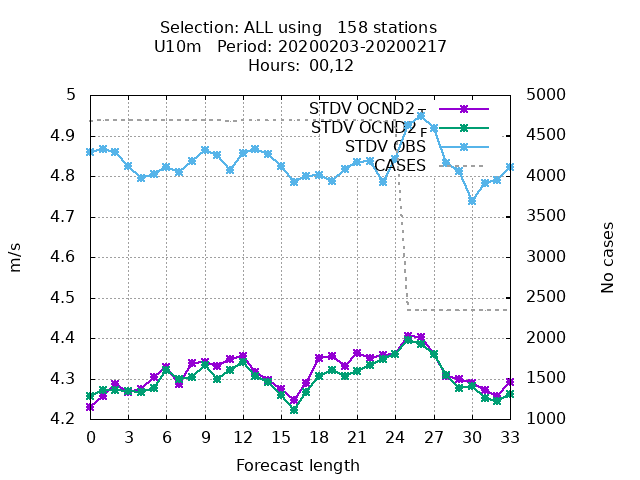 Selection: ALL using 158 stations
U10m Period: 20200203-20200217
Hours: 00,12
STDV OCND2_T
STDV OCND2_F
STDV OBS
CASES
5
4.9
4.8
4.7
4.6
4.5
4.4
4.3
4.2
5000
4500
4000
3500
3000
2500
2000
1500
1000
m/s
No cases
0 3 6 9 12 15 18 21 24 27 30 33
Forecast length